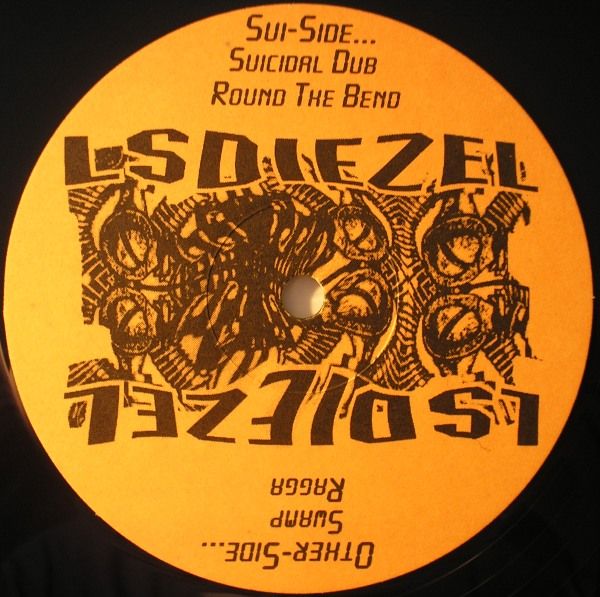 Sui-Side...
Suicidal Dub
Round The Bend
LSDIEZEL
LSDIEZEL
Other-Side...
Swamp
Ragga